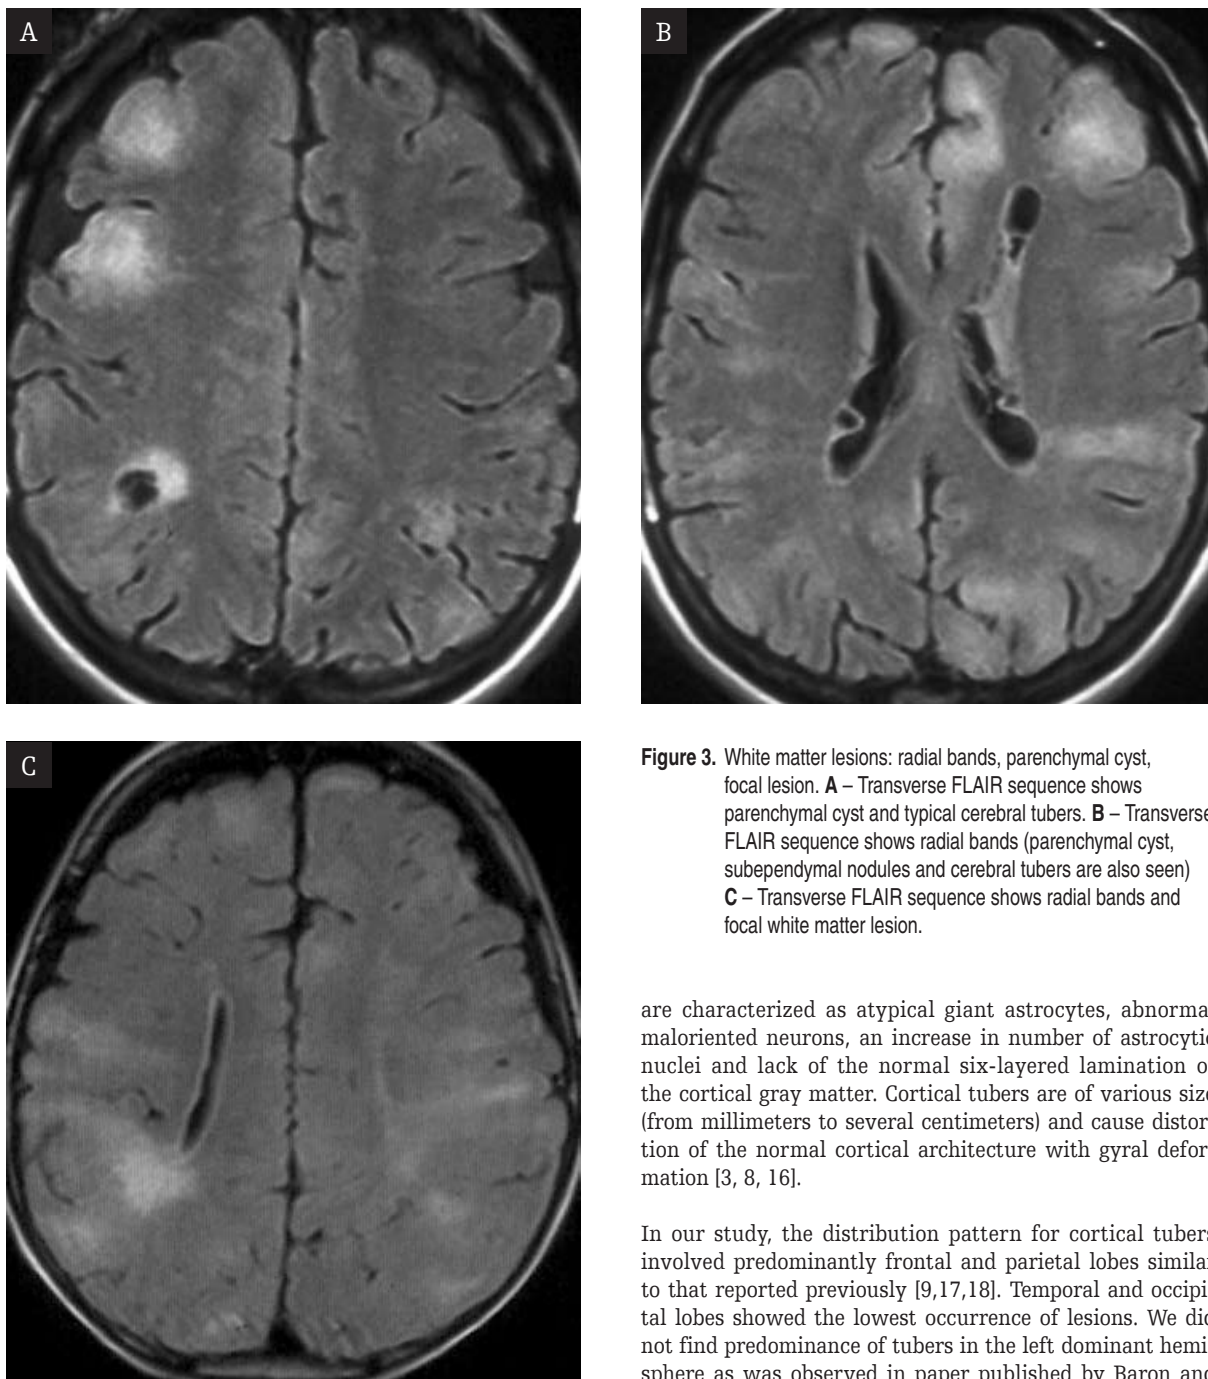 A
B
C
Figure 3. White matter lesions: radial bands, parenchymal cyst,
focal lesion. A – Transverse FLAIR sequence shows
parenchymal cyst and typical cerebral tubers. B – Transverse
FLAIR sequence shows radial bands (parenchymal cyst,
subependymal nodules and cerebral tubers are also seen)
C – Transverse FLAIR sequence shows radial bands and
focal white matter lesion.
are characterized as atypical giant astrocytes, abnorma
maloriented neurons, an increase in number of astrocytic
nuclei and lack of the normal six-layered lamination o
the cortical gray matter. Cortical tubers are of various size
(from millimeters to several centimeters) and cause distor
tion of the normal cortical architecture with gyral defor
mation [3, 8, 16].
In our study, the distribution pattern for cortical tubers
involved predominantly frontal and parietal lobes similar
to that reported previously [9,17,18]. Temporal and occipi
tal lobes showed the lowest occurrence of lesions. We did
not find predominance of tubers in the left dominant hemi
sphere as was observed in paper published by Baron and